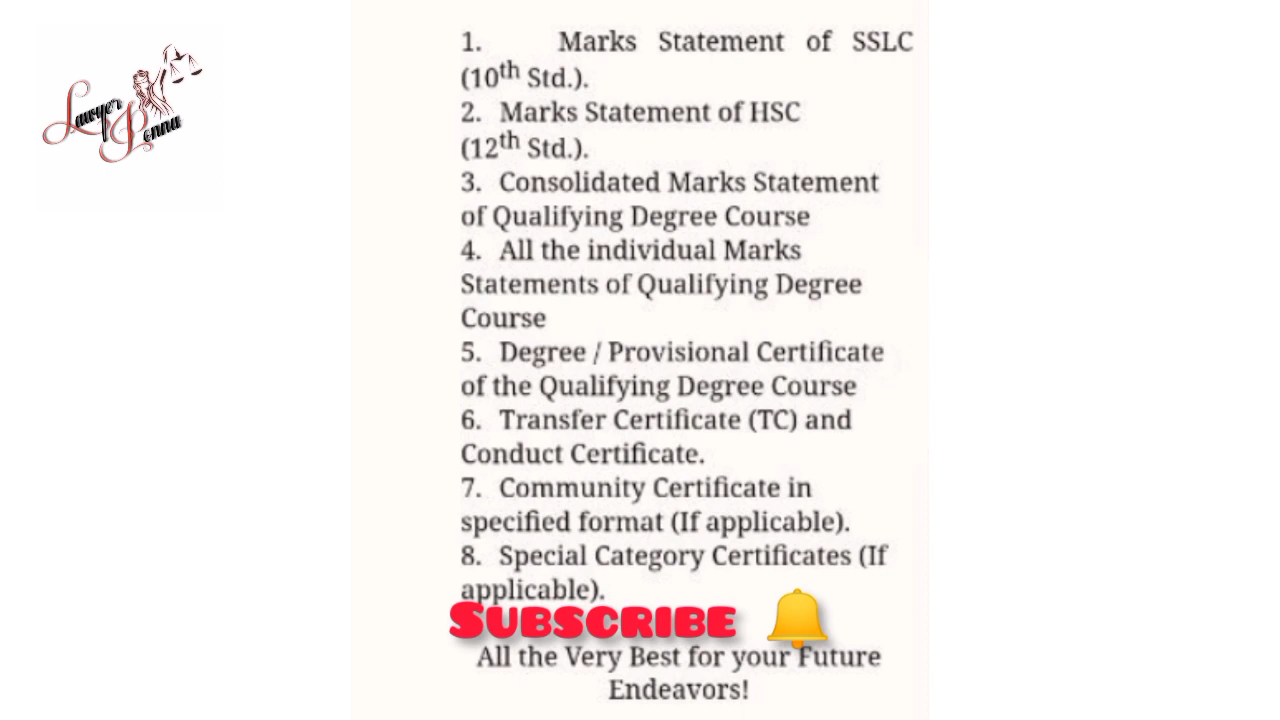 Lawyer
Penna
1. Marks Statement of SSLC
(10th Std.).
2. Marks Statement of HSC
(12th Std.).
3. Consolidated Marks Statement
of Qualifying Degree Course
4. All the individual Marks
Statements of Qualifying Degree
Course
5. Degree / Provisional Certificate
of the Qualifying Degree Course
6. Transfer Certificate (TC) and
Conduct Certificate.
7. Community Certificate in
specified format (If applicable).
8. Special Category Certificates (If
applicable).
SUBSCRIBE
All the Very Best for your Future
Endeavors!